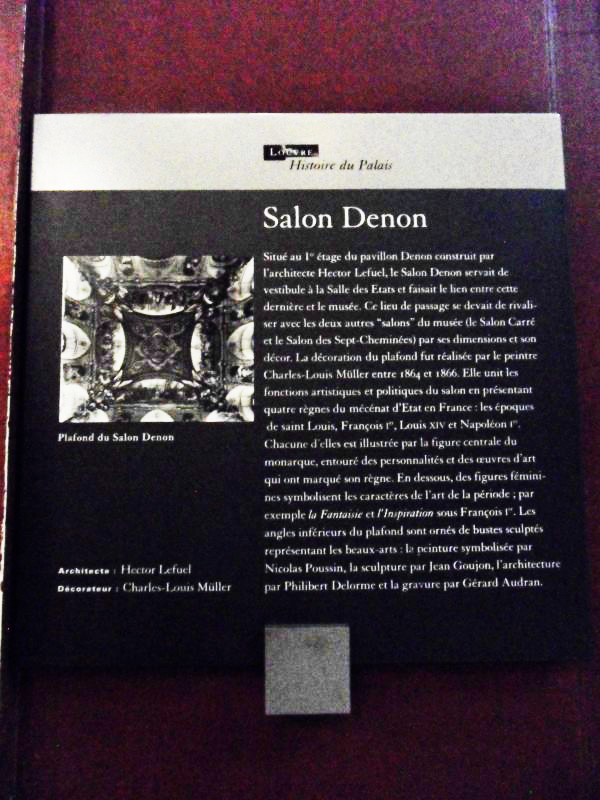 LOUVRE
Histoire du Palais
Salon Denon
Situé au 1er étage du pavillon Denon construit par
l'architecte Hector Lefuel, le Salon Denon servait de
vestibule à la Salle des Etats et faisait le lien entre cette
dernière et le musée. Ce lieu de passage se devait de rivali-
ser avec les deux autres "salons" du musée (le Salon Carré
et le Salon des Sept-Cheminées) par ses dimensions et son
décor. La décoration du plafond fut réalisée par le peintre
Charles-Louis Müller entre 1864 et 1866. Elle unit les
fonctions artistiques et politiques du salon en présentant
quatre règnes du mécénat d'Etat en France : les époques
de saint Louis, François Ier, Louis XIV et Napoléon Ier.
Chacune d'elles est illustrée par la figure centrale du
monarque, entouré des personnalités et des œuvres d'art
qui ont marqué son règne. En dessous, des figures fémini-
nes symbolisent les caractères de l'art de la période ; par
exemple la Fantaisie et l'Inspiration sous François Ier. Les
angles inférieurs du plafond sont ornés de bustes sculptés
représentant les beaux-arts : la peinture symbolisée par
Nicolas Poussin, la sculpture par Jean Goujon, l'architecture
par Philibert Delorme et la gravure par Gérard Audran.
Plafond du Salon Denon
Architecte : Hector Lefuel
Décorateur : Charles-Louis Müller